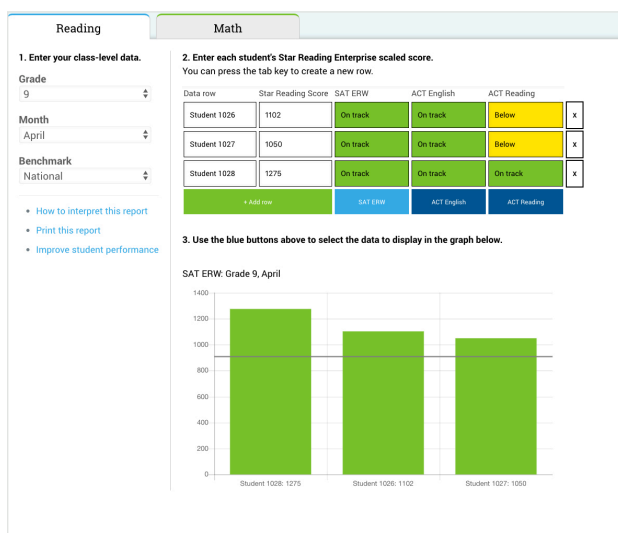 Reading
Math
1. Enter your class-level data.
Grade
9
Month
April
Benchmark
National
How to interpret this report
Print this report
Improve student performance
2. Enter each student's Star Reading Enterprise scaled score.
You can press the tab key to create a new row.
Data row Star Reading Score SAT ERW ACT English ACT Reading
Student 1026 1102 On track On track Below x
Student 1027 1050 On track On track Below x
Student 1028 1275 On track On track On track x
+ Add row SAT ERW ACT English ACT Reading
3. Use the blue buttons above to select the data to display in the graph below.
SAT ERW: Grade 9, April
1400
1200
1000
800
600
400
200
0
Student 1028: 1275 Student 1026: 1102 Student 1027: 1050